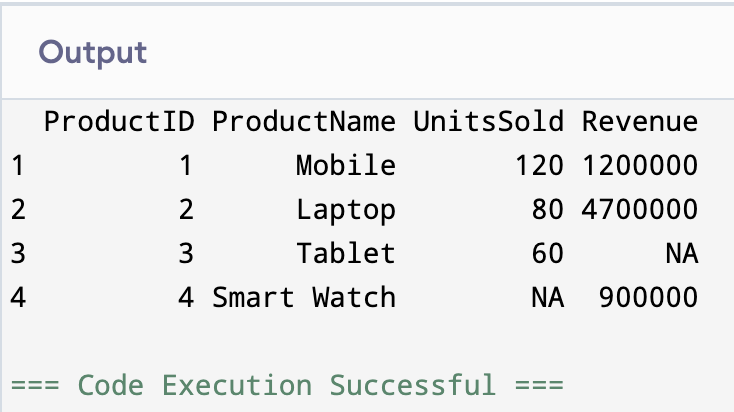 Output
ProductID ProductName UnitsSold Revenue
1 1 Mobile 120 1200000
2 2 Laptop 80 4700000
3 3 Tablet 60 NA
4 4 Smart Watch NA 900000
=== Code Execution Successful ===